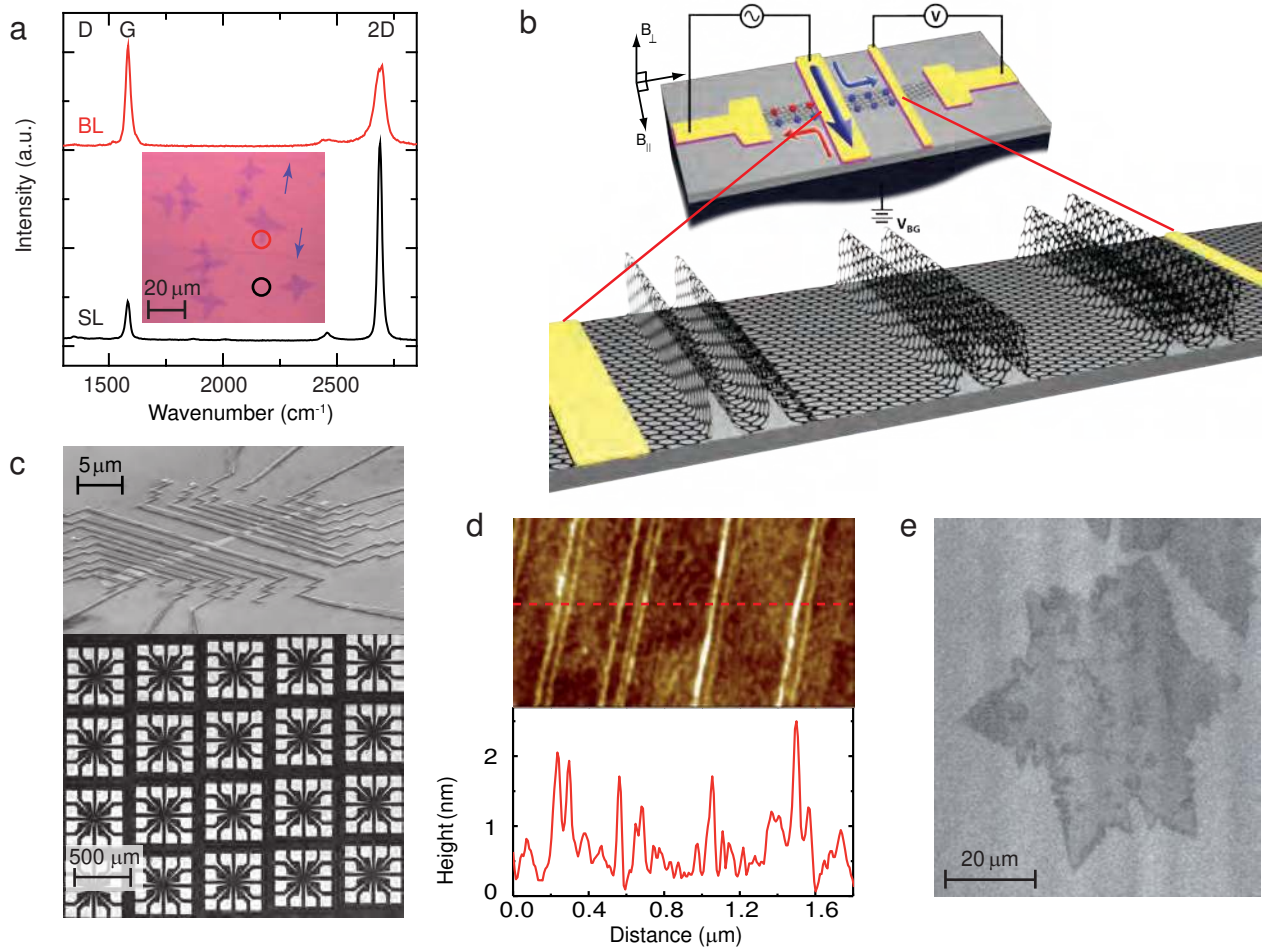 a
D G 2D
BL
SL
20 μm
Intensity (a.u.)
1500 2000 2500
Wavenumber (cm⁻¹)
b
B⊥
B||
V
V_BG
c
5 μm
500 μm
d
2
1
0
Height (nm)
0.0 0.4 0.8 1.2 1.6
Distance (μm)
e
20 μm